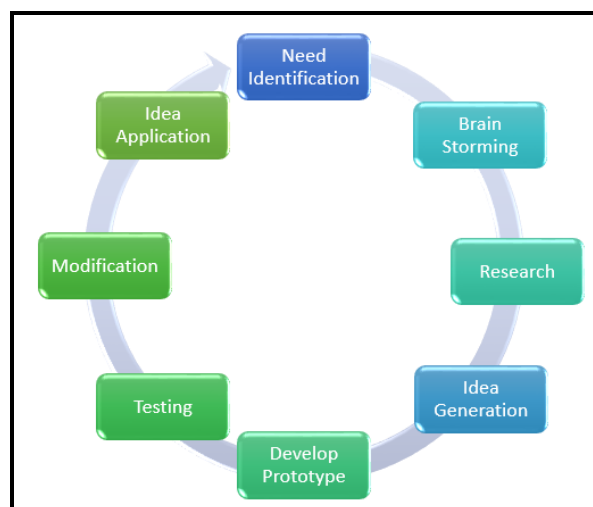 Need
Identification
Brain
Storming
Research
Idea
Generation
Develop
Prototype
Testing
Modification
Idea
Application